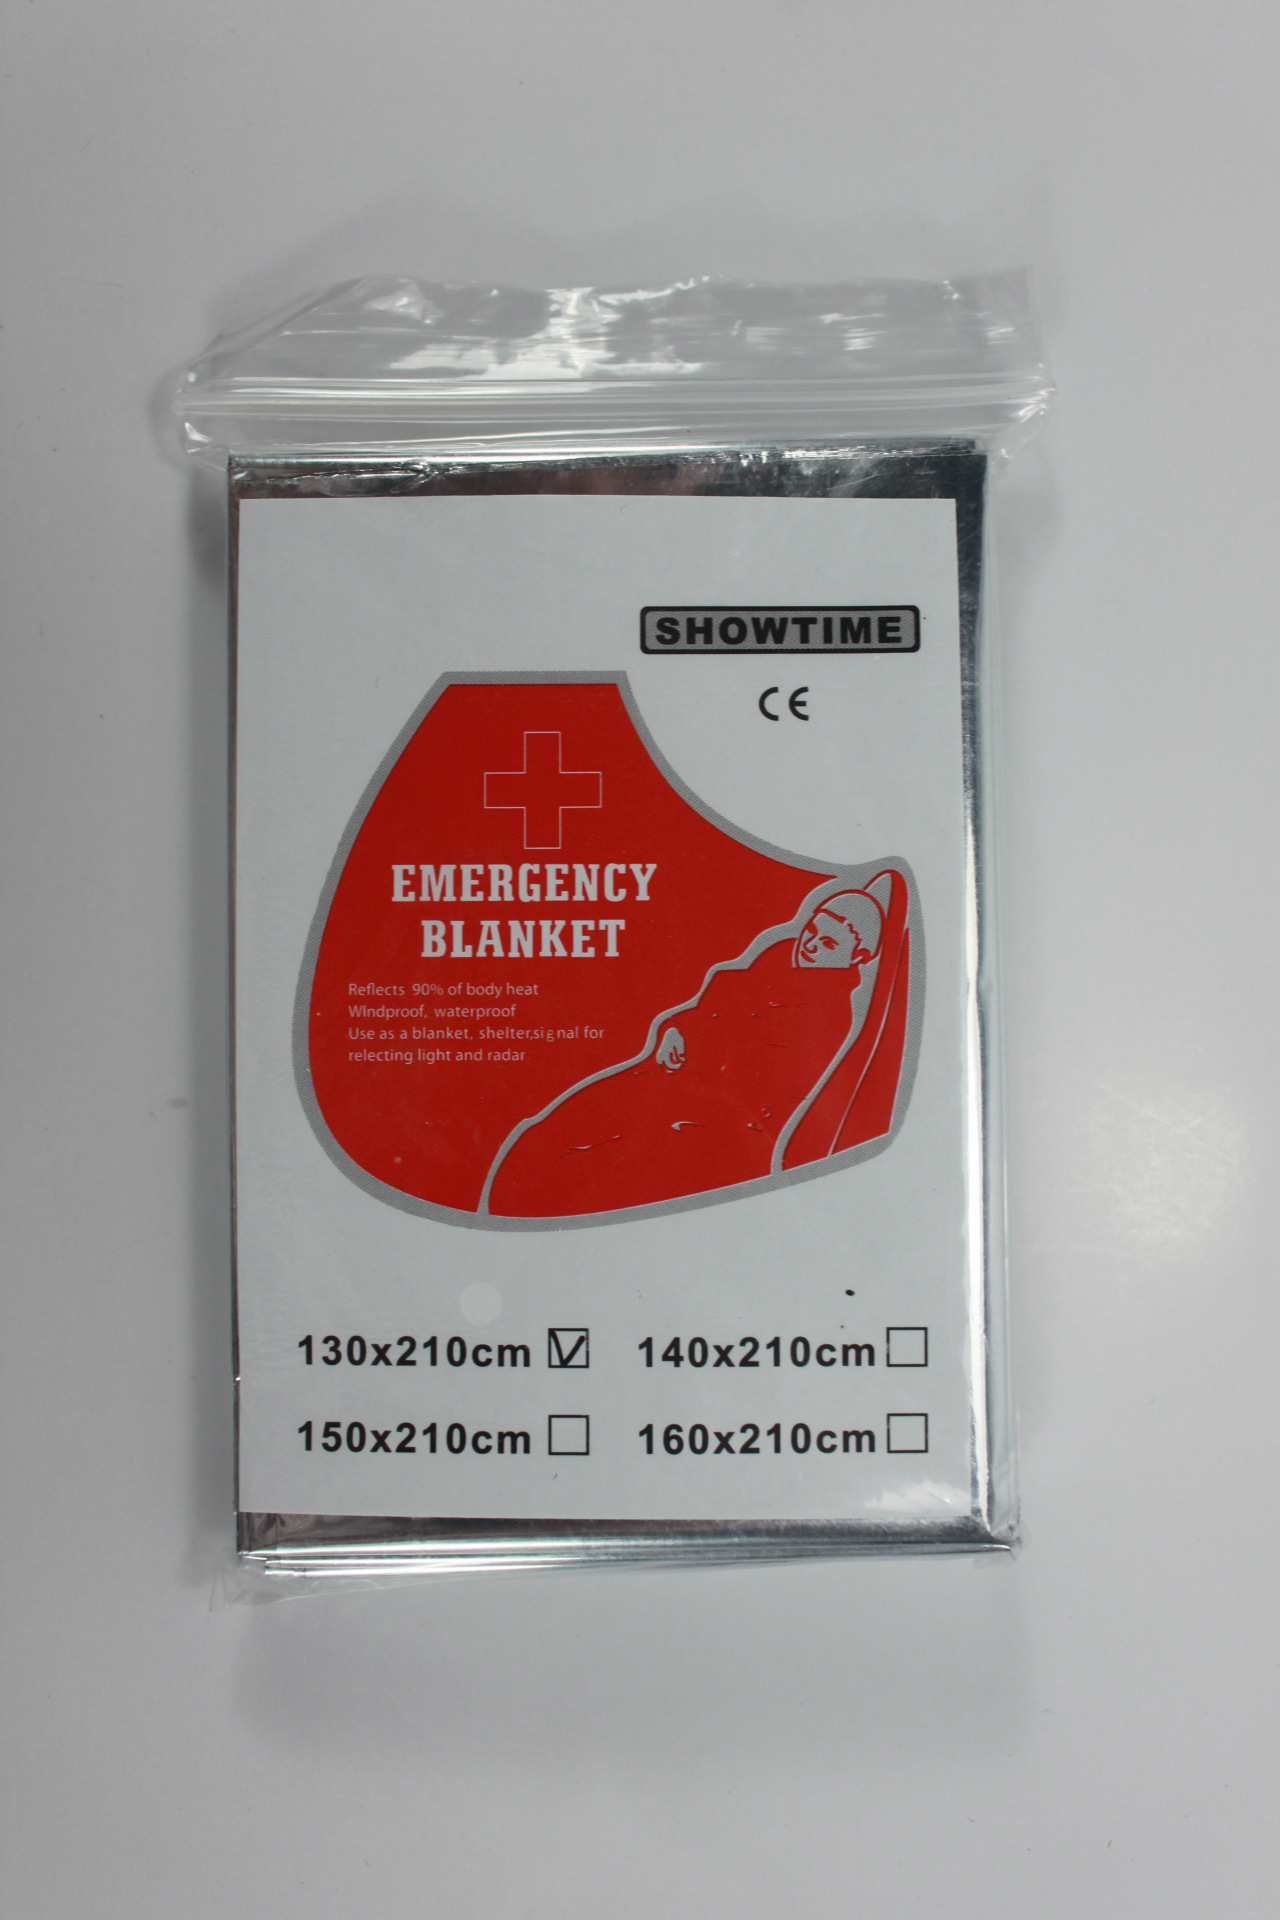 SHOWTIME
CE
EMERGENCY
BLANKET
Reflects 90% of body heat
WIndproof, waterproof
Use as a blanket, shelter,signal for
relecting light and radar
130x210cm 140x210cm
150x210cm 160x210cm